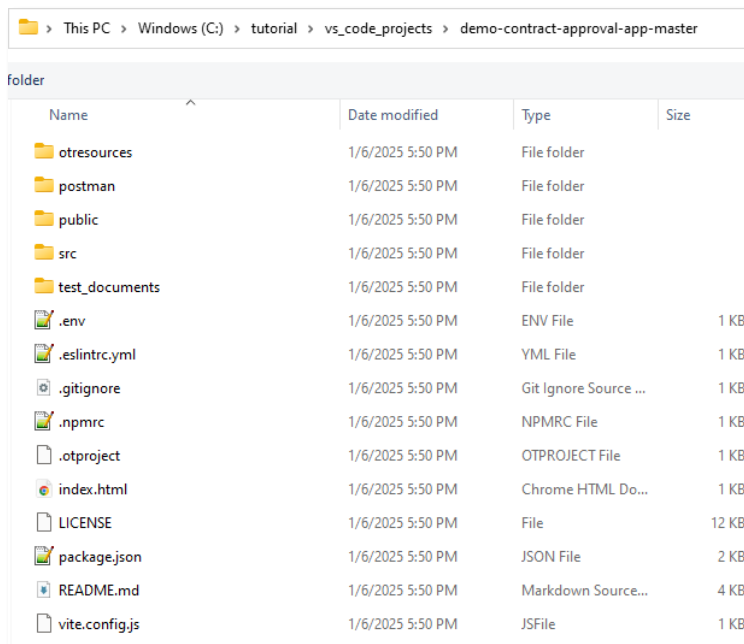 This PC > Windows (C:) > tutorial > vs_code_projects > demo-contract-approval-app-master
folder
Name Date modified Type Size
otresources 1/6/2025 5:50 PM File folder
postman 1/6/2025 5:50 PM File folder
public 1/6/2025 5:50 PM File folder
src 1/6/2025 5:50 PM File folder
test_documents 1/6/2025 5:50 PM File folder
.env 1/6/2025 5:50 PM ENV File 1 KB
.eslintrc.yml 1/6/2025 5:50 PM YML File 1 KB
.gitignore 1/6/2025 5:50 PM Git Ignore Source ... 1 KB
.npmrc 1/6/2025 5:50 PM NPMRC File 1 KB
.otproject 1/6/2025 5:50 PM OTPROJECT File 1 KB
index.html 1/6/2025 5:50 PM Chrome HTML Do... 1 KB
LICENSE 1/6/2025 5:50 PM File 12 KB
package.json 1/6/2025 5:50 PM JSON File 2 KB
README.md 1/6/2025 5:50 PM Markdown Source... 4 KB
vite.config.js 1/6/2025 5:50 PM JSFile 1 KB